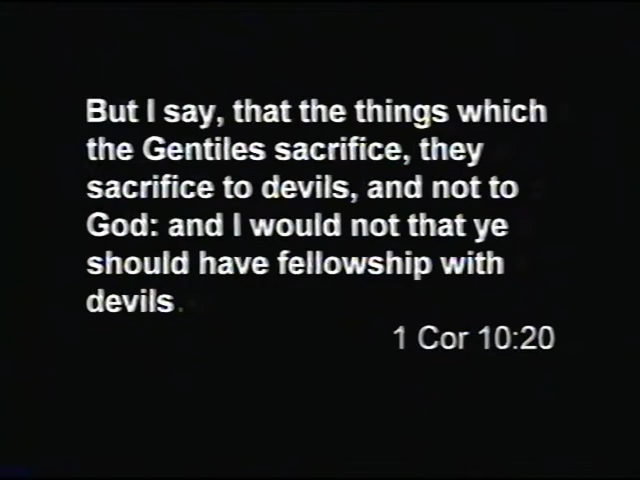 But I say, that the things which
the Gentiles sacrifice, they
sacrifice to devils, and not to
God: and I would not that ye
should have fellowship with
devils.
1 Cor 10:20